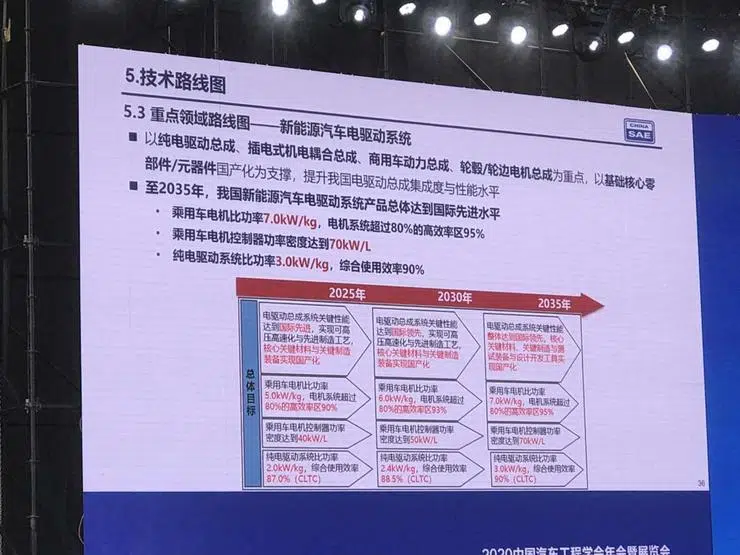 5.技术路线图
5.3 重点领域路线图——新能源汽车电驱动系统
CHINA
SAE
■ 以纯电驱动总成、插电式机电耦合总成、商用车动力总成、轮毂/轮边电机总成为重点，以基础核心零
部件/元器件国产化为支撑，提升我国电驱动总成集成度与性能水平
■ 至2035年，我国新能源汽车电驱动系统产品总体达到国际先进水平
• 乘用车电机比功率7.0kW/kg，电机系统超过80%的高效率区95%
• 乘用车电机控制器功率密度达到70kW/L
• 纯电驱动系统比功率3.0kW/kg，综合使用效率90%
2025年 2030年 2035年
总体目标
电驱动总成系统关键性能
达到国际先进，实现可高
压高速化与先进制造工艺，
核心关键材料与关键制造
装备实现国产化
电驱动总成系统关键性能
达到国际领先，实现可高
压高速化与先进制造工艺，
核心关键材料与关键制造
装备实现国产化
电驱动总成系统关键性能
整体达到国际领先，核心
关键材料、关键制造与测
试装备与设计开发工具实
现国产化
乘用车电机比功率
5.0kW/kg，电机系统超过
80%的高效率区90%
乘用车电机比功率
6.0kW/kg，电机系统超过
80%的高效率区93%
乘用车电机比功率
7.0kW/kg，电机系统超过
80%的高效率区95%
乘用车电机控制器功率
密度达到40kW/L
乘用车电机控制器功率
密度达到50kW/L
乘用车电机控制器功率
密度达到70kW/L
纯电驱动系统比功率
2.0kW/kg，综合使用效率
87.0%（CLTC）
纯电驱动系统比功率
2.4kW/kg，综合使用效率
88.5%（CLTC）
纯电驱动系统比功率
3.0kW/kg，综合使用效率
90%（CLTC）
36
2020中国汽车工程学会年会暨展览会